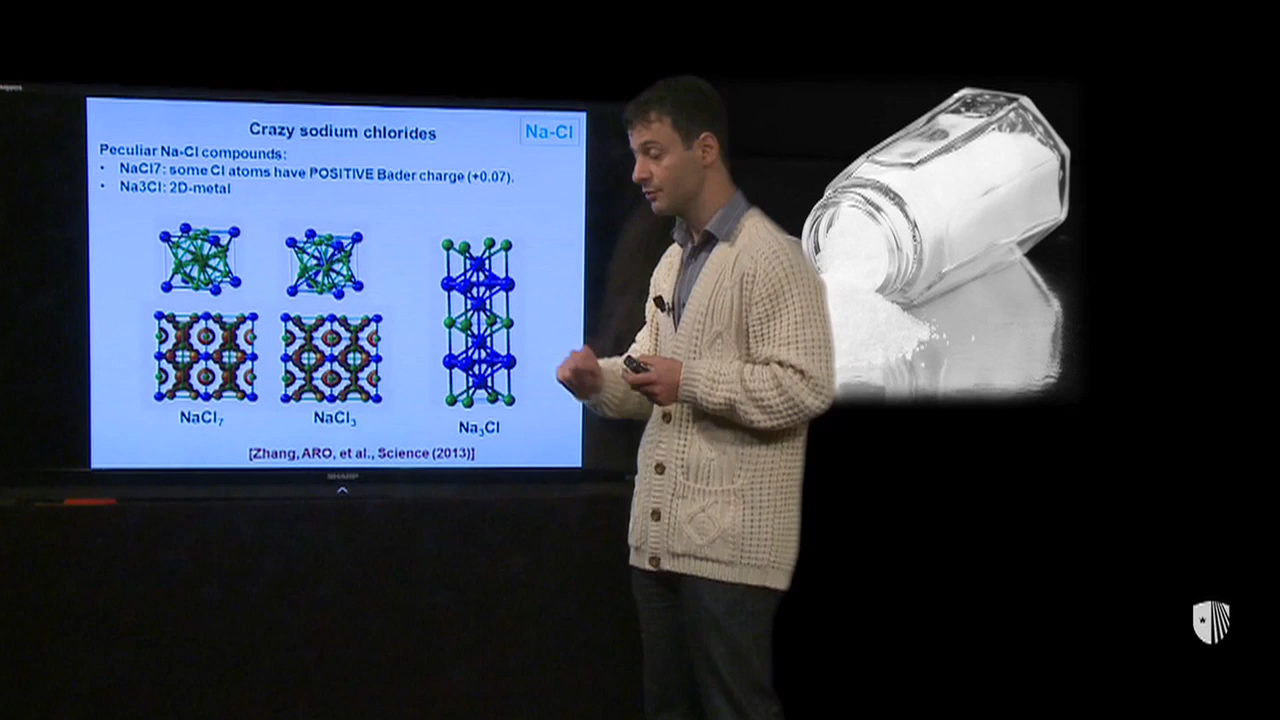 Crazy sodium chlorides
Na-Cl
Peculiar Na-Cl compounds:
• NaCl7: some Cl atoms have POSITIVE Bader charge (+0.07).
• Na3Cl: 2D-metal
NaCl₇
NaCl₃
Na₃Cl
[Zhang, ARO, et al., Science (2013)]
SHARP